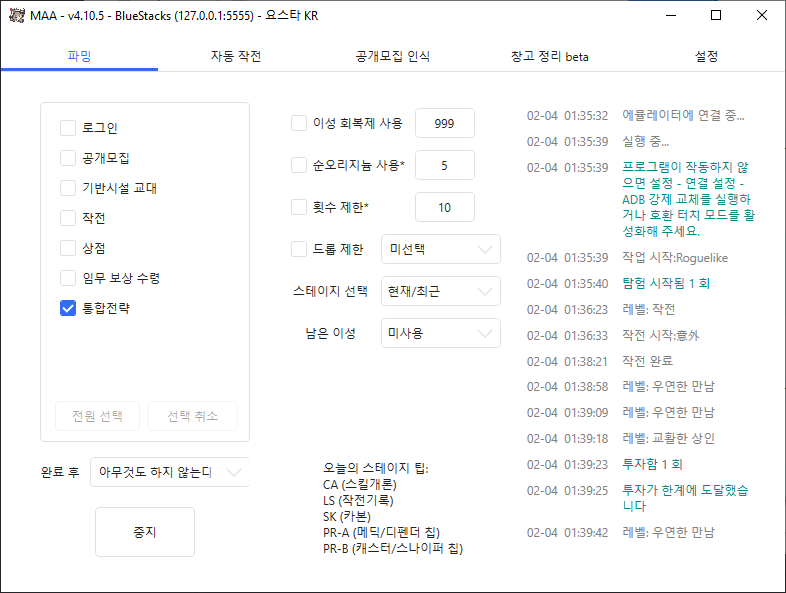 MAA - v4.10.5 - BlueStacks (127.0.0.1:5555) - 요스타 KR
파밍
자동 작전
공개모집 인식
창고 정리 beta
설정
로그인
공개모집
기반시설 교대
작전
상점
임무 보상 수령
통합전략
전원 선택
선택 취소
완료 후
아무것도 하지 않는다
중지
이성 회복제 사용
999
순오리지늄 사용*
5
횟수 제한*
10
드롭 제한
미선택
스테이지 선택
현재/최근
남은 이성
미사용
오늘의 스테이지 팁:
CA (스킬개론)
LS (작전기록)
SK (카본)
PR-A (메딕/디펜더 칩)
PR-B (캐스터/스나이퍼 칩)
02-04 01:35:32 에뮬레이터에 연결 중...
02-04 01:35:39 실행 중...
02-04 01:35:39 프로그램이 작동하지 않
으면 설정 - 연결 설정 -
ADB 강제 교체를 실행하
거나 호환 터치 모드를 활
성화해 주세요.
02-04 01:35:39 작업 시작:Roguelike
02-04 01:35:40 탐험 시작됨 1 회
02-04 01:36:23 레벨: 작전
02-04 01:36:33 작전 시작:意外
02-04 01:38:21 작전 완료
02-04 01:38:58 레벨: 우연한 만남
02-04 01:39:09 레벨: 우연한 만남
02-04 01:39:18 레벨: 교활한 상인
02-04 01:39:23 투자함 1 회
02-04 01:39:25 투자가 한계에 도달했습
니다
02-04 01:39:42 레벨: 우연한 만남